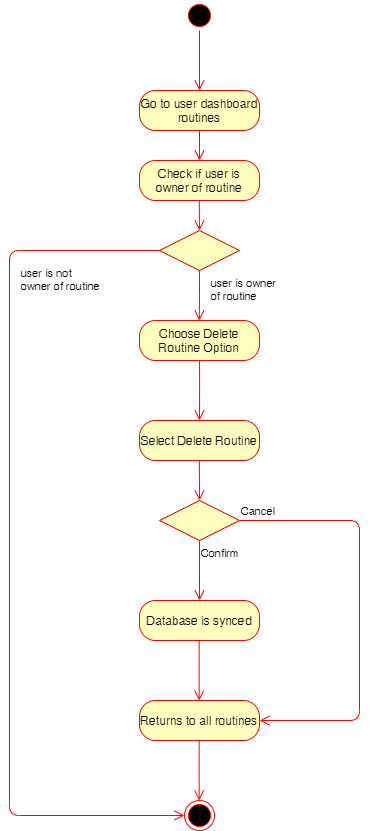 Go to user dashboard
routines
Check if user is
owner of routine
user is not
owner of routine
user is owner
of routine
Choose Delete
Routine Option
Select Delete Routine
Cancel
Confirm
Database is synced
Returns to all routines